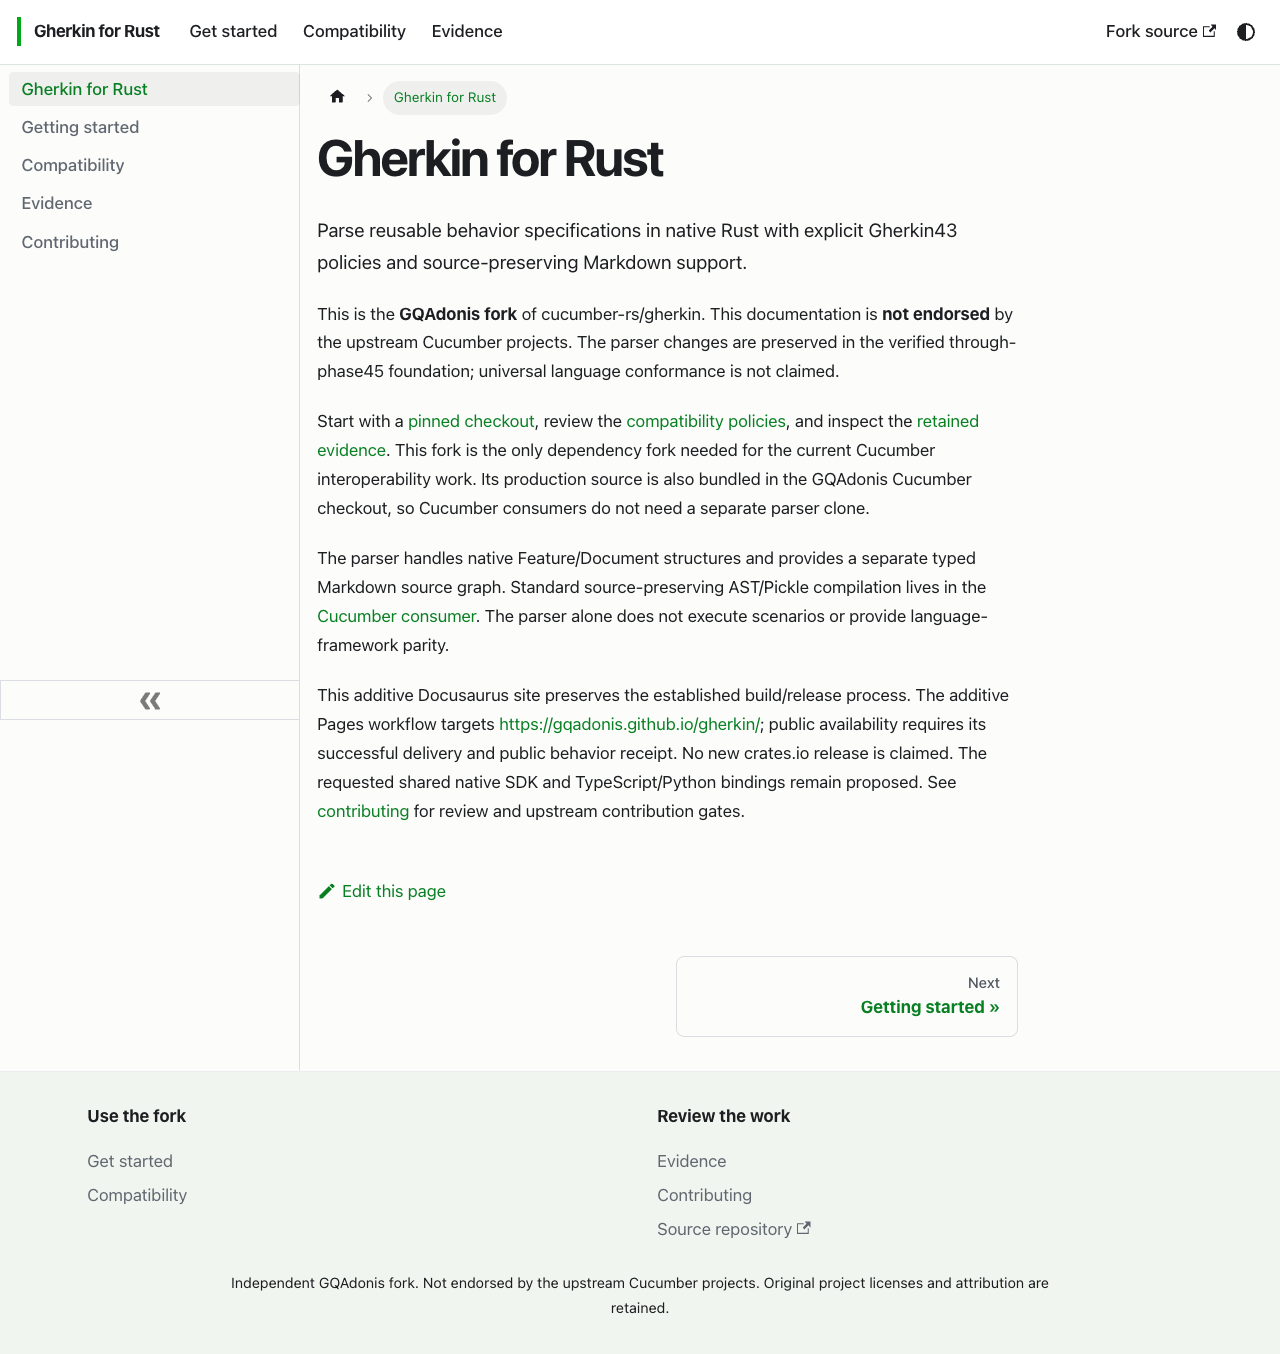 Gherkin for Rust
Get started
Compatibility
Evidence
Fork source
Gherkin for Rust
Getting started
Compatibility
Evidence
Contributing
Gherkin for Rust
Gherkin for Rust
Parse reusable behavior specifications in native Rust with explicit Gherkin43
policies and source-preserving Markdown support.
This is the GQAdonis fork of cucumber-rs/gherkin. This documentation is not endorsed by
the upstream Cucumber projects. The parser changes are preserved in the verified through-
phase45 foundation; universal language conformance is not claimed.
Start with a pinned checkout, review the compatibility policies, and inspect the retained
evidence. This fork is the only dependency fork needed for the current Cucumber
interoperability work. Its production source is also bundled in the GQAdonis Cucumber
checkout, so Cucumber consumers do not need a separate parser clone.
The parser handles native Feature/Document structures and provides a separate typed
Markdown source graph. Standard source-preserving AST/Pickle compilation lives in the
Cucumber consumer. The parser alone does not execute scenarios or provide language-
framework parity.
This additive Docusaurus site preserves the established build/release process. The additive
Pages workflow targets https://gqadonis.github.io/gherkin/; public availability requires its
successful delivery and public behavior receipt. No new crates.io release is claimed. The
requested shared native SDK and TypeScript/Python bindings remain proposed. See
contributing for review and upstream contribution gates.
Edit this page
Next
Getting started »
Use the fork
Get started
Compatibility
Review the work
Evidence
Contributing
Source repository
Independent GQAdonis fork. Not endorsed by the upstream Cucumber projects. Original project licenses and attribution are
retained.